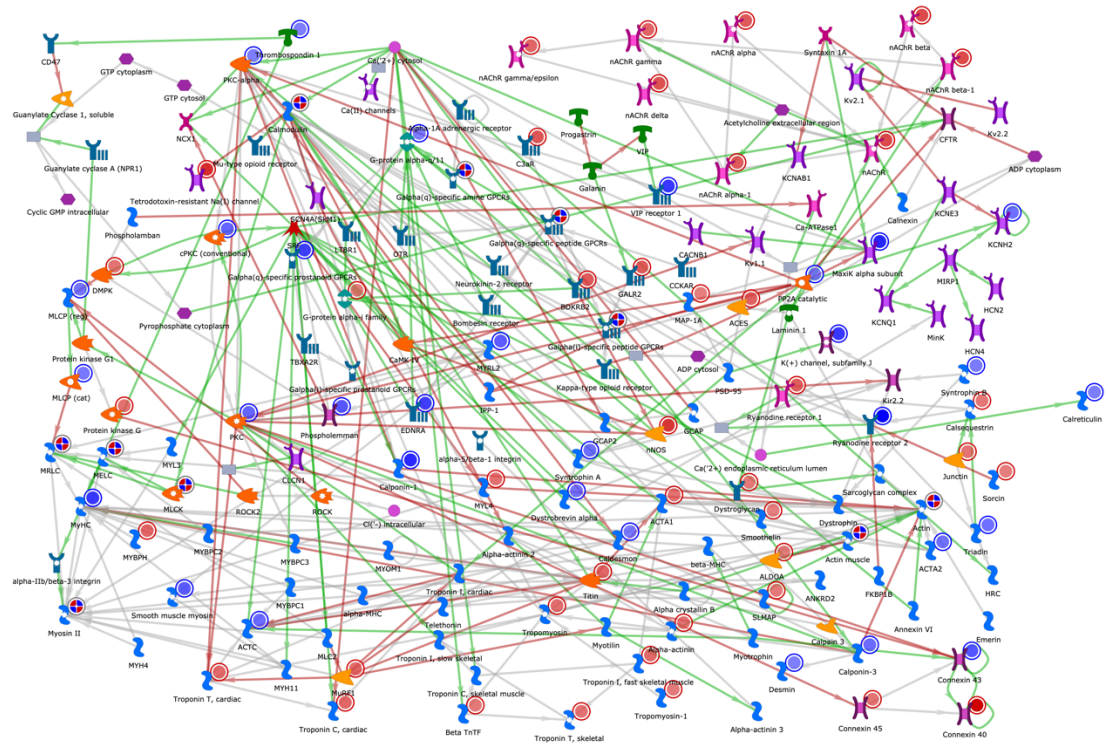 CD47
Thrombospondin 1
Ca('2+) cytosol
GTP cytoplasm
PKC-alpha
nAChR gamma/epsilon
nAChR gamma
nAChR alpha
Syntaxin 1A
nAChR beta
GTP cytosol
Ca(II) channels
Kv2.1
nAChR beta-1
Guanylate Cyclase 1, soluble
Calmodulin
Alpha-1A adrenergic receptor
nAChR delta
Acetylcholine extracellular region
Kv2.2
NCX1
Progastrin
VIP
CFTR
Guanylate cyclase A (NPR1)
Mu-type opioid receptor
G-protein alpha-q/11
C3aR
KCNAB1
nAChR
ADP cytoplasm
Tetrodotoxin-resistant Na(I) channel
Galpha(q)-specific amine GPCRs
Galanin
nAChR alpha-1
Cyclic GMP intracellular
SCN4A(SKM1)
VIP receptor 1
Calnexin
KCNE3
Phospholamban
Ca-ATPase1
cPKC (conventional)
LTBR1
OTR
Galpha(q)-specific peptide GPCRs
CACNB1
Kv1.1
KCNH2
Galpha(q)-specific prostanoid GPCRs
Neurokinin-2 receptor
MaxiK alpha subunit
DMPK
BDKRB2
GALR2
CCKAR
PP2A catalytic
MIRP1
HCN2
MLCP (reg)
G-protein alpha-i family
MAP-1A
ACES
KCNQ1
Pyrophosphate cytoplasm
Bombesin receptor
Laminin 1
MinK
HCN4
Protein kinase G1
TBXA2R
CaMK IV
MYRL2
Galpha(i)-specific peptide GPCRs
ADP cytosol
K(+) channel, subfamily J
MLCP (cat)
Galpha(i)-specific prostanoid GPCRs
IPP-1
Kappa-type opioid receptor
PSD-95
Kir2.2
Syntrophin B
Protein kinase G
PKC
Phospholemman
EDNRA
GCAP2
nNOS
GCAP
Ryanodine receptor 1
Ryanodine receptor 2
Calsequestrin
Calreticulin
MRLC
MELC
MYL3
alpha-5/beta-1 integrin
Ca('2+) endoplasmic reticulum lumen
CLCN1
Calponin-1
Syntrophin A
Sarcoglycan complex
Junctin
Sorcin
MLCK
ROCK2
ROCK
MYL4
Dystrobrevin alpha
ACTA1
Dystroglycan
Dystrophin
Actin
MyHC
Cl('-) intracellular
Smoothelin
Triadin
MYBPH
MYBPC2
MYBPC3
MYOM1
Alpha-actinin 2
Caldesmon
beta-MHC
Actin muscle
ACTA2
alpha-IIb/beta-3 integrin
Troponin I, cardiac
Titin
ALDOA
HRC
Smooth muscle myosin
MYBPC1
alpha-MHC
Alpha crystallin B
ANKRD2
FKBP1B
Myosin II
Telethonin
Tropomyosin
SLMAP
Annexin VI
ACTC
MLC2
Troponin I, slow skeletal
Motilin
Alpha-actinin
Calpain 3
Emerin
MYH4
Myotrophin
Calponin-3
Connexin 43
Troponin T, cardiac
MYH11
MuRF1
Troponin C, skeletal muscle
Troponin I, fast skeletal muscle
Desmin
Troponin C, cardiac
Beta TnTF
Troponin T, skeletal
Tropomyosin-1
Alpha-actinin 3
Connexin 45
Connexin 40